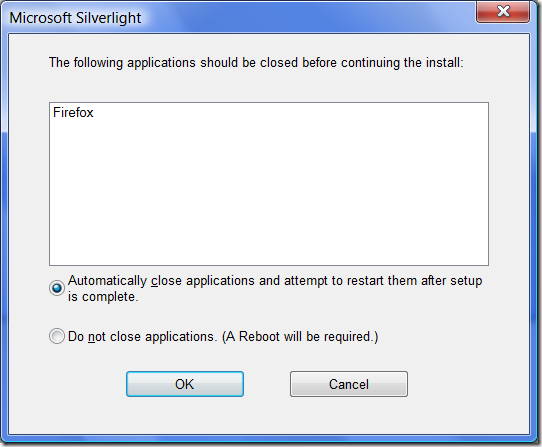 Microsoft Silverlight
The following applications should be closed before continuing the install:
Firefox
Automatically close applications and attempt to restart them after setup
is complete.
Do not close applications. (A Reboot will be required.)
OK
Cancel